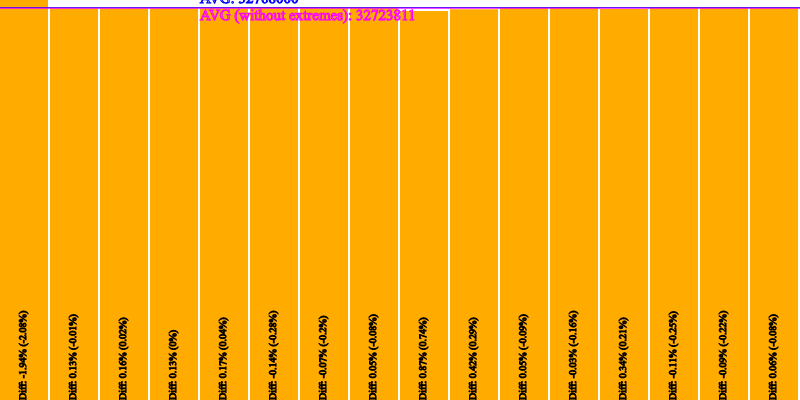 AVG: 32768000
AVG (without extremes): 32723811
Diff: -1.94% (-2.08%)
Diff: 0.13% (-0.01%)
Diff: 0.16% (0.02%)
Diff: 0.13% (0%)
Diff: 0.17% (0.04%)
Diff: -0.14% (-0.28%)
Diff: -0.07% (-0.2%)
Diff: 0.05% (-0.08%)
Diff: 0.87% (0.74%)
Diff: 0.42% (0.29%)
Diff: 0.05% (-0.09%)
Diff: -0.03% (-0.16%)
Diff: 0.34% (0.21%)
Diff: -0.11% (-0.25%)
Diff: -0.09% (-0.22%)
Diff: 0.06% (-0.08%)